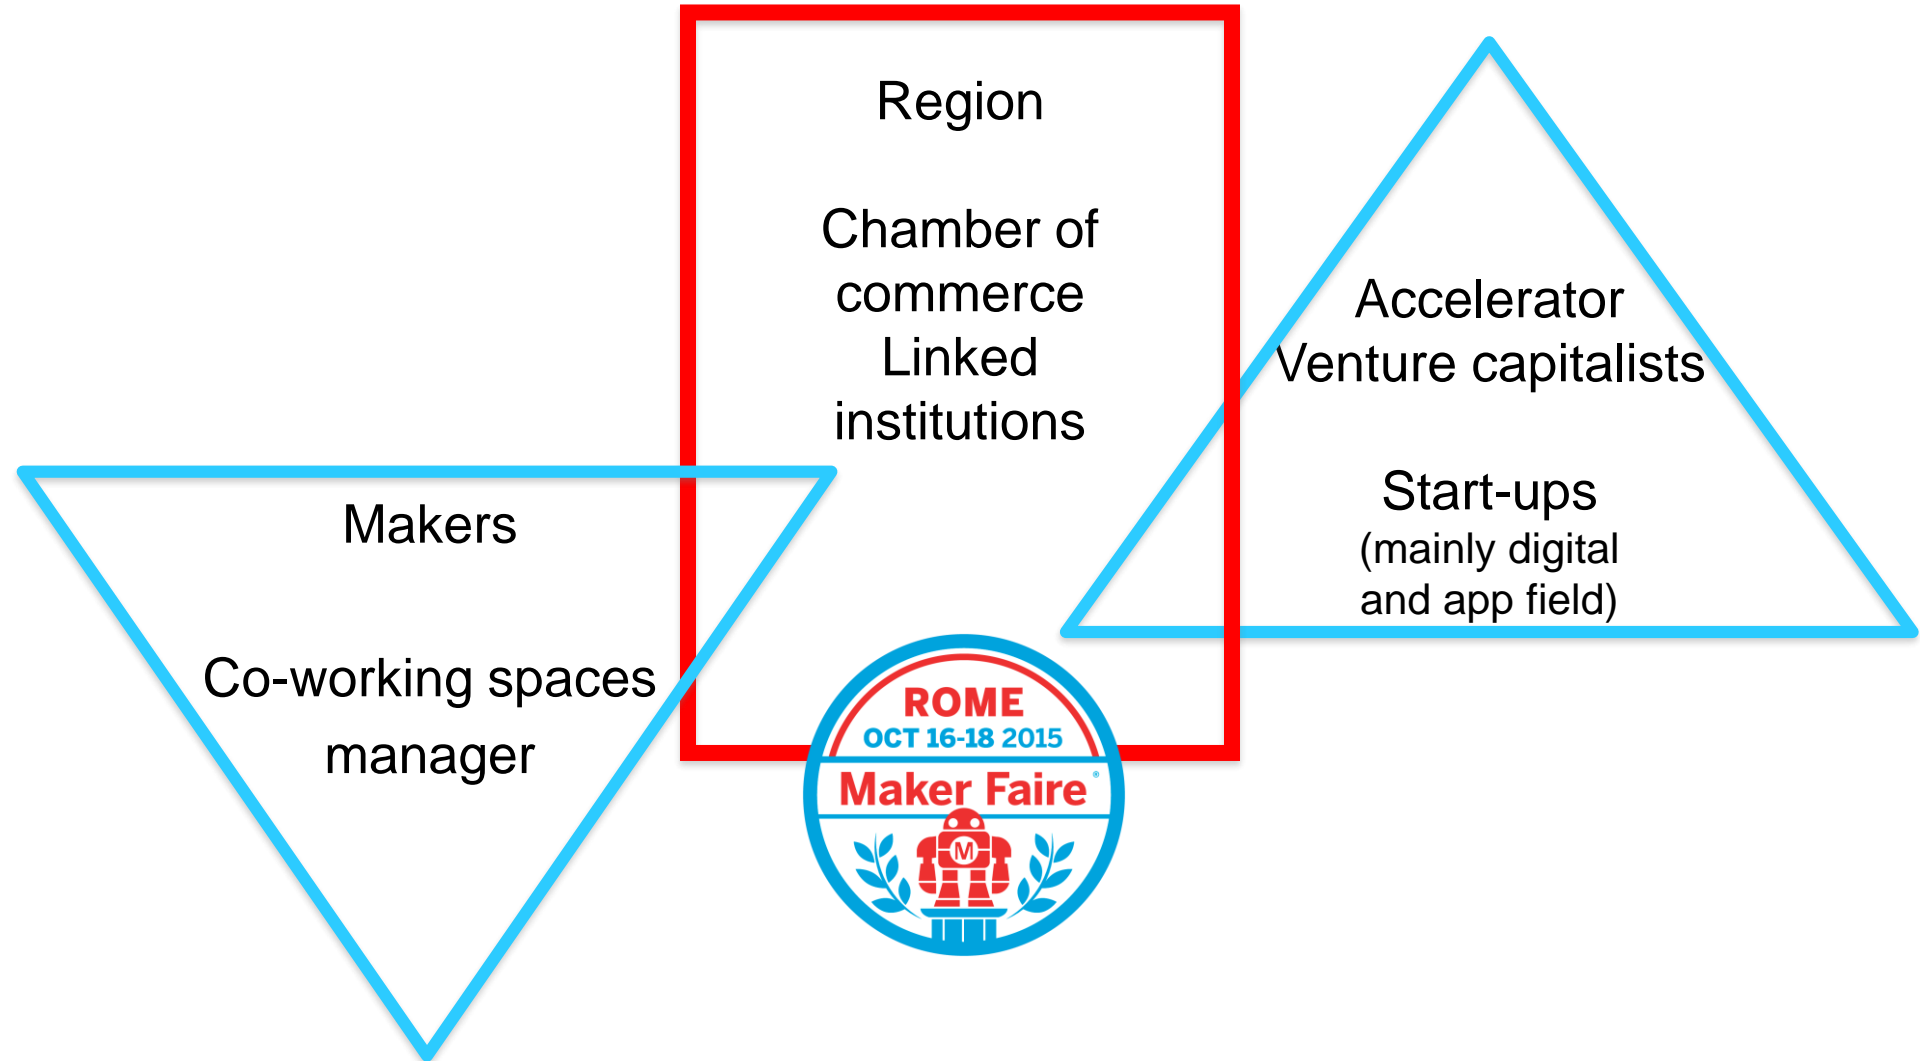 Region
Chamber of
commerce
Linked
institutions
Accelerator
Venture capitalists
Start-ups
(mainly digital
and app field)
Makers
Co-working spaces
manager
ROME
OCT 16-18 2015
Maker Faire®
M